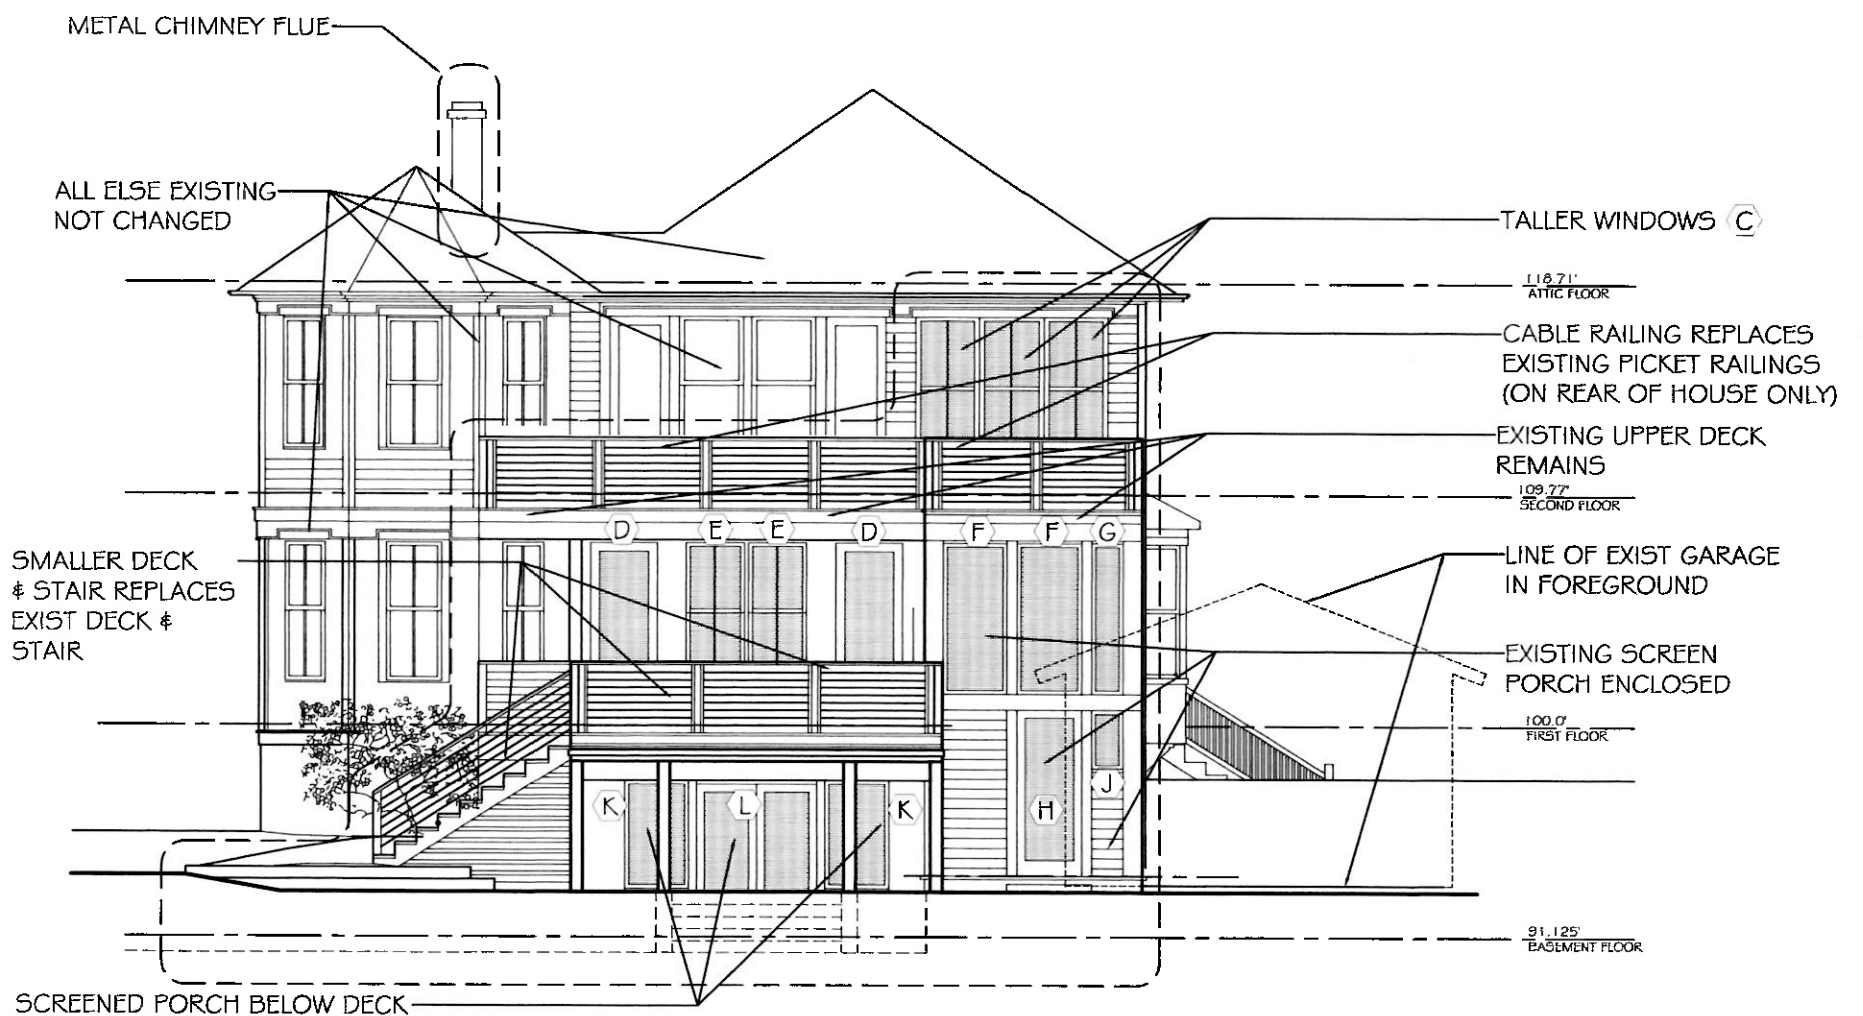 METAL CHIMNEY FLUE
ALL ELSE EXISTING
NOT CHANGED
TALLER WINDOWS C
118.71'
ATTIC FLOOR
CABLE RAILING REPLACES
EXISTING PICKET RAILINGS
(ON REAR OF HOUSE ONLY)
EXISTING UPPER DECK
REMAINS
109.77'
SECOND FLOOR
D E E D F F G
SMALLER DECK
& STAIR REPLACES
EXIST DECK &
STAIR
LINE OF EXIST GARAGE
IN FOREGROUND
EXISTING SCREEN
PORCH ENCLOSED
100.0'
FIRST FLOOR
J
K L K H
91.125'
BASEMENT FLOOR
SCREENED PORCH BELOW DECK